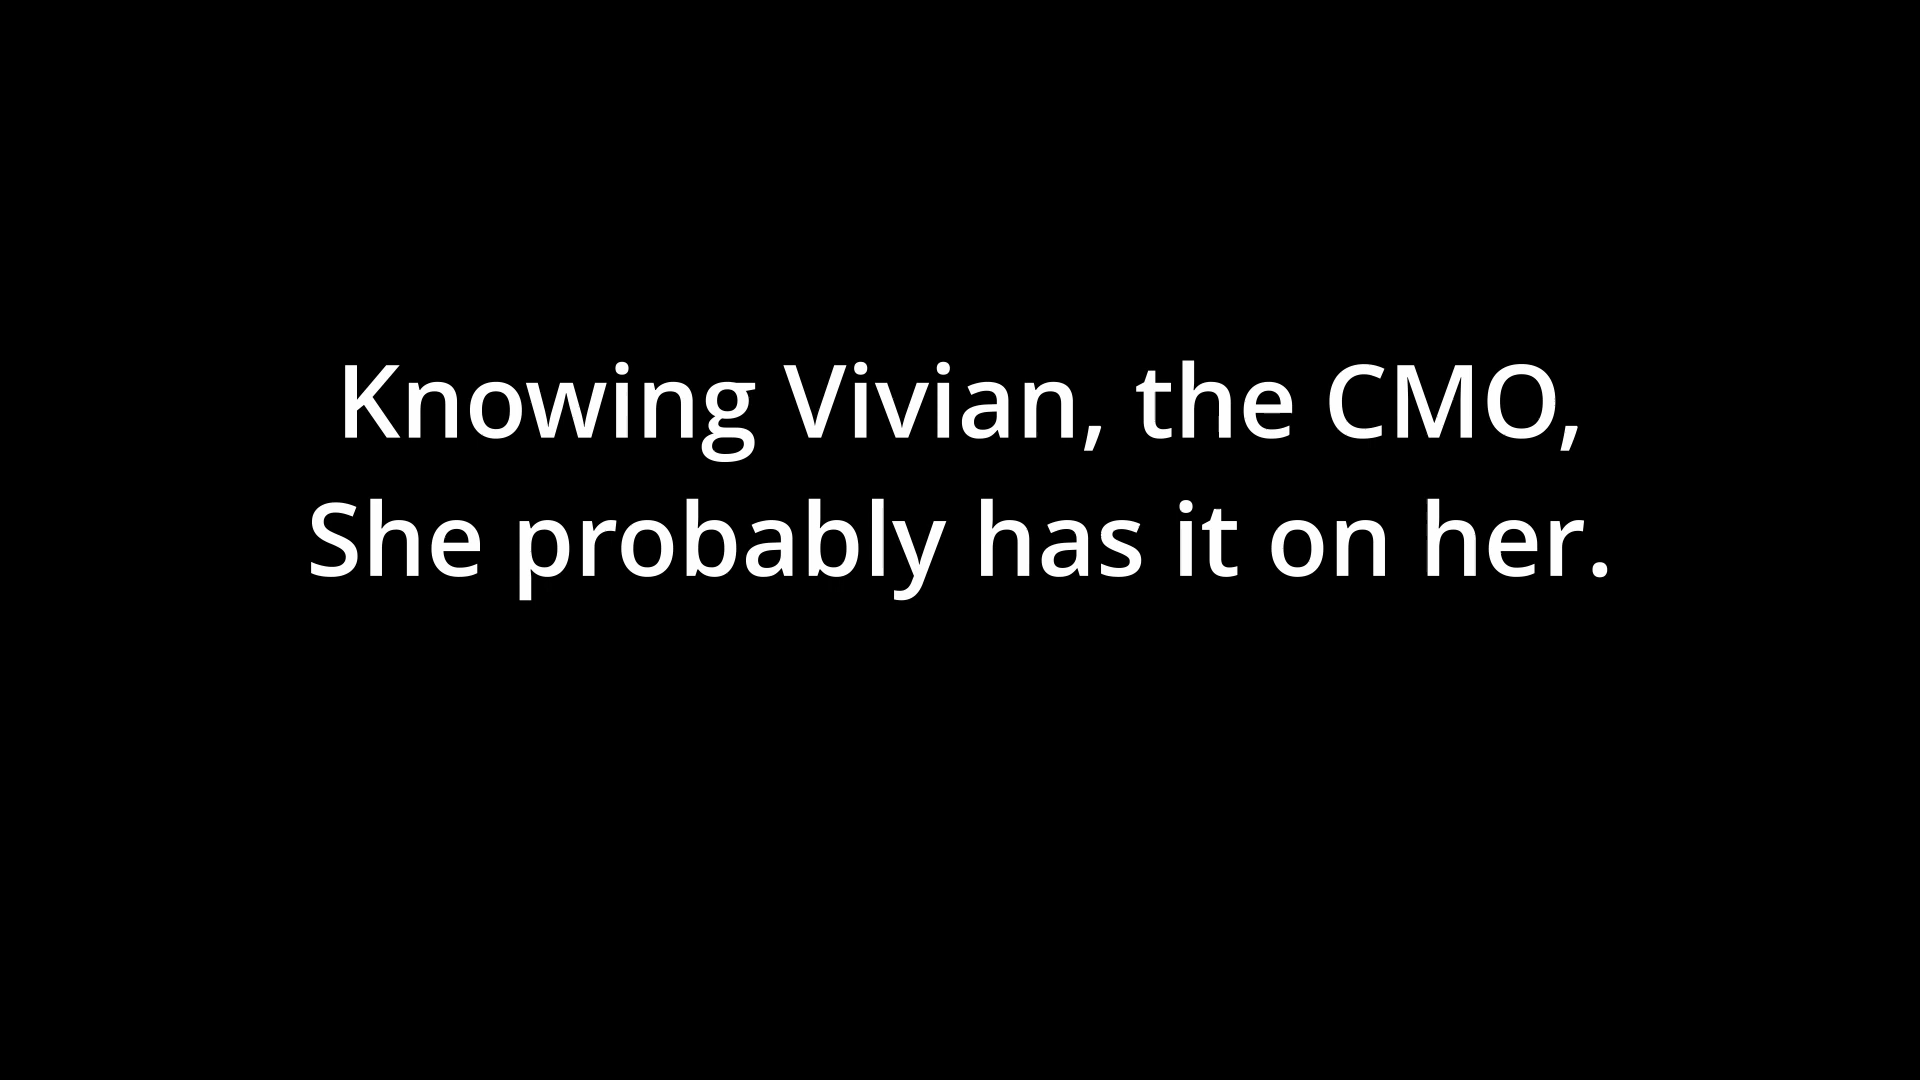 Knowing Vivian, the CMO,
She probably has it on her.